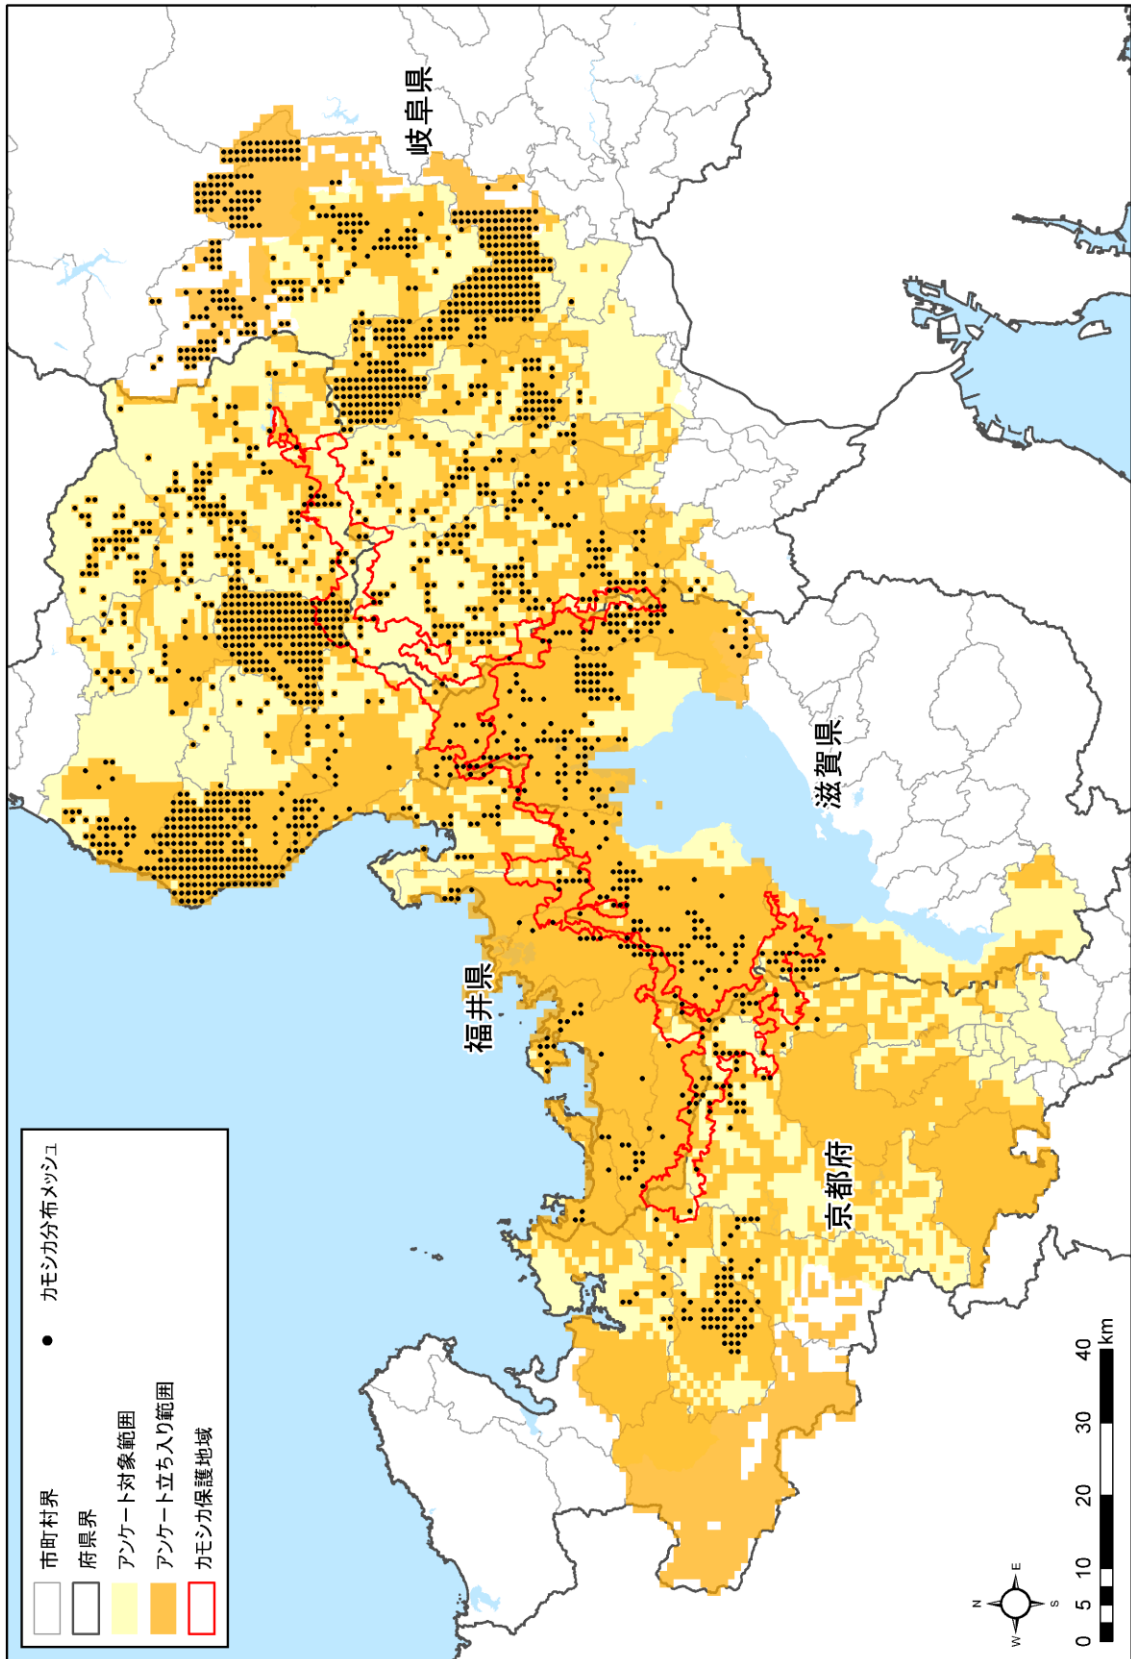 市町村界
府県界
アンケート対象範囲
アンケート立ち入り範囲
カモシカ保護地域
カモシカ分布メッシュ
岐阜県
福井県
滋賀県
京都府
N
W
E
S
0 5 10 20 30 40
km